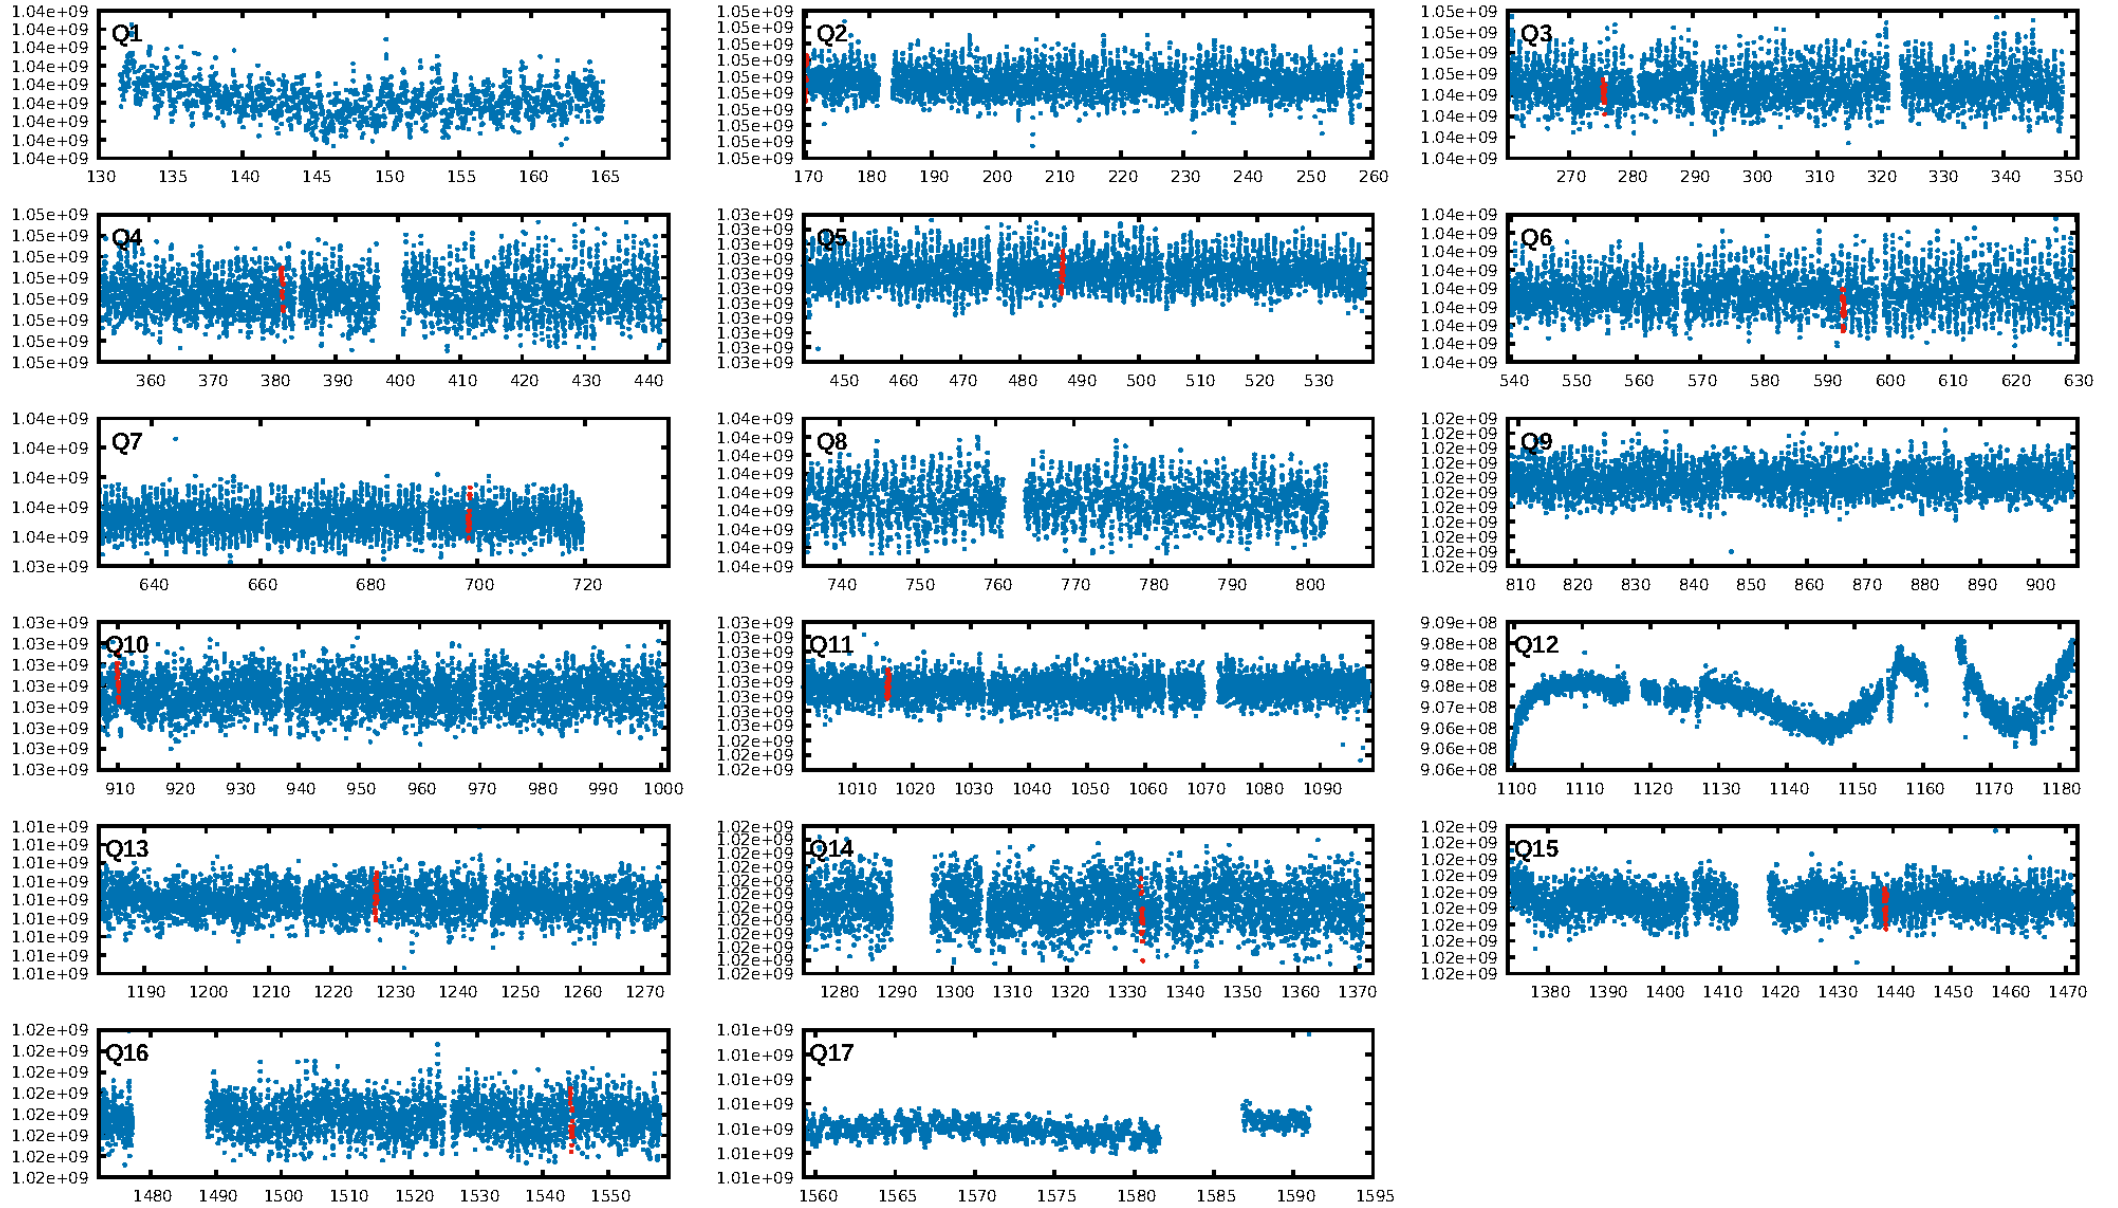 1.04e+09
1.04e+09
1.04e+09
1.04e+09
1.04e+09
1.04e+09
1.04e+09
1.04e+09
1.04e+09
Q1
130 135 140 145 150 155 160 165
1.05e+09
1.05e+09
1.05e+09
1.05e+09
1.05e+09
1.05e+09
1.05e+09
1.05e+09
1.05e+09
1.05e+09
Q2
170 180 190 200 210 220 230 240 250 260
1.05e+09
1.05e+09
1.05e+09
1.05e+09
1.04e+09
1.04e+09
1.04e+09
1.04e+09
Q3
270 280 290 300 310 320 330 340 350
1.05e+09
1.05e+09
1.05e+09
1.05e+09
1.05e+09
1.05e+09
1.05e+09
1.05e+09
Q4
360 370 380 390 400 410 420 430 440
1.03e+09
1.03e+09
1.03e+09
1.03e+09
1.03e+09
1.03e+09
1.03e+09
1.03e+09
1.03e+09
1.03e+09
1.03e+09
Q5
450 460 470 480 490 500 510 520 530
1.04e+09
1.04e+09
1.04e+09
1.04e+09
1.04e+09
1.04e+09
1.04e+09
1.04e+09
1.04e+09
Q6
540 550 560 570 580 590 600 610 620 630
1.04e+09
1.04e+09
1.04e+09
1.04e+09
1.04e+09
1.03e+09
Q7
640 660 680 700 720
1.04e+09
1.04e+09
1.04e+09
1.04e+09
1.04e+09
1.04e+09
1.04e+09
1.04e+09
1.04e+09
Q8
740 750 760 770 780 790 800
1.02e+09
1.02e+09
1.02e+09
1.02e+09
1.02e+09
1.02e+09
1.02e+09
1.02e+09
1.02e+09
1.02e+09
1.02e+09
Q9
810 820 830 840 850 860 870 880 890 900
1.03e+09
1.03e+09
1.03e+09
1.03e+09
1.03e+09
1.03e+09
1.03e+09
1.03e+09
Q10
910 920 930 940 950 960 970 980 990 1000
1.03e+09
1.03e+09
1.03e+09
1.03e+09
1.03e+09
1.03e+09
1.03e+09
1.03e+09
1.02e+09
1.02e+09
1.02e+09
Q11
1010 1020 1030 1040 1050 1060 1070 1080 1090
9.09e+08
9.08e+08
9.08e+08
9.08e+08
9.07e+08
9.06e+08
9.06e+08
9.06e+08
Q12
1100 1110 1120 1130 1140 1150 1160 1170 1180
1.01e+09
1.01e+09
1.01e+09
1.01e+09
1.01e+09
1.01e+09
1.01e+09
1.01e+09
1.01e+09
Q13
1190 1200 1210 1220 1230 1240 1250 1260 1270
1.02e+09
1.02e+09
1.02e+09
1.02e+09
1.02e+09
1.02e+09
1.02e+09
1.02e+09
1.02e+09
1.02e+09
1.02e+09
1.02e+09
Q14
1280 1290 1300 1310 1320 1330 1340 1350 1360 1370
1.02e+09
1.02e+09
1.02e+09
1.02e+09
1.02e+09
1.02e+09
1.02e+09
1.02e+09
1.02e+09
1.02e+09
Q15
1380 1390 1400 1410 1420 1430 1440 1450 1460 1470
1.02e+09
1.02e+09
1.02e+09
1.02e+09
1.02e+09
1.02e+09
1.02e+09
1.02e+09
Q16
1480 1490 1500 1510 1520 1530 1540 1550
1.01e+09
1.01e+09
1.01e+09
1.01e+09
1.01e+09
1.01e+09
1.01e+09
Q17
1560 1565 1570 1575 1580 1585 1590 1595